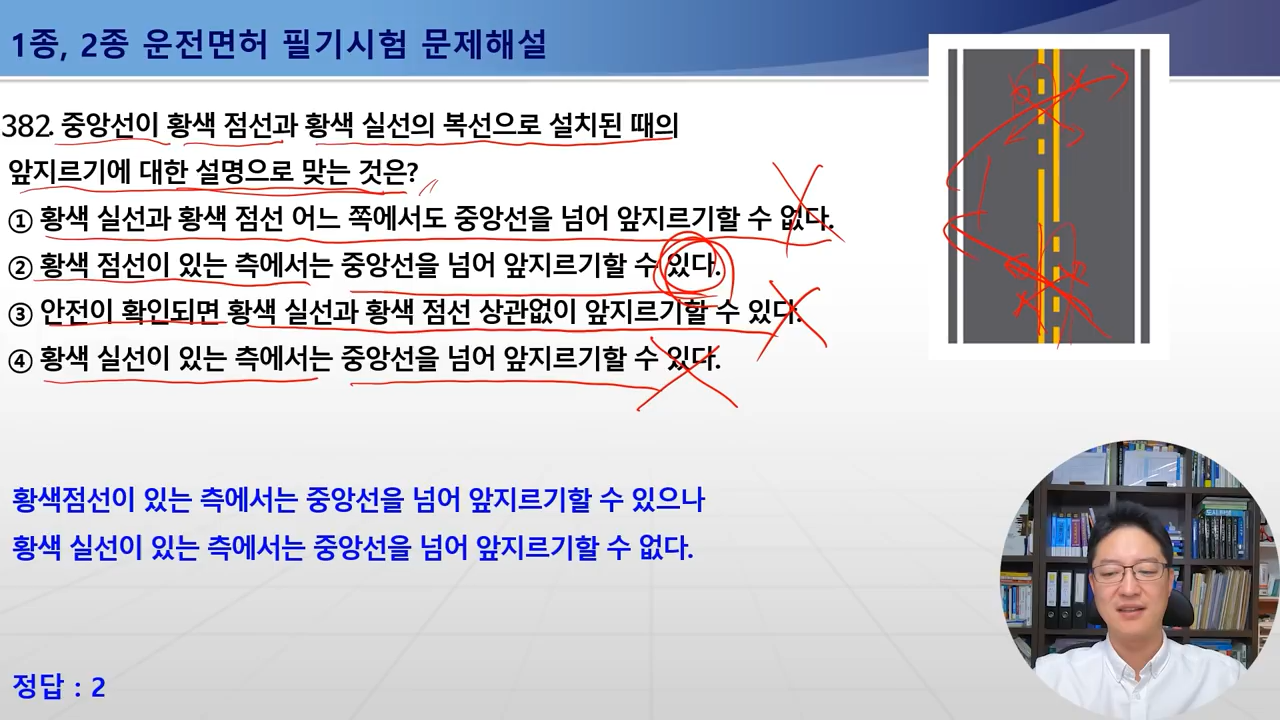 1종, 2종 운전면허 필기시험 문제해설
382. 중앙선이 황색 점선과 황색 실선의 복선으로 설치된 때의
앞지르기에 대한 설명으로 맞는 것은?
① 황색 실선과 황색 점선 어느 쪽에서도 중앙선을 넘어 앞지르기할 수 없다.
② 황색 점선이 있는 측에서는 중앙선을 넘어 앞지르기할 수 있다.
③ 안전이 확인되면 황색 실선과 황색 점선 상관없이 앞지르기할 수 있다.
④ 황색 실선이 있는 측에서는 중앙선을 넘어 앞지르기할 수 있다.
황색점선이 있는 측에서는 중앙선을 넘어 앞지르기할 수 있으나
황색 실선이 있는 측에서는 중앙선을 넘어 앞지르기할 수 없다.
정답 : 2